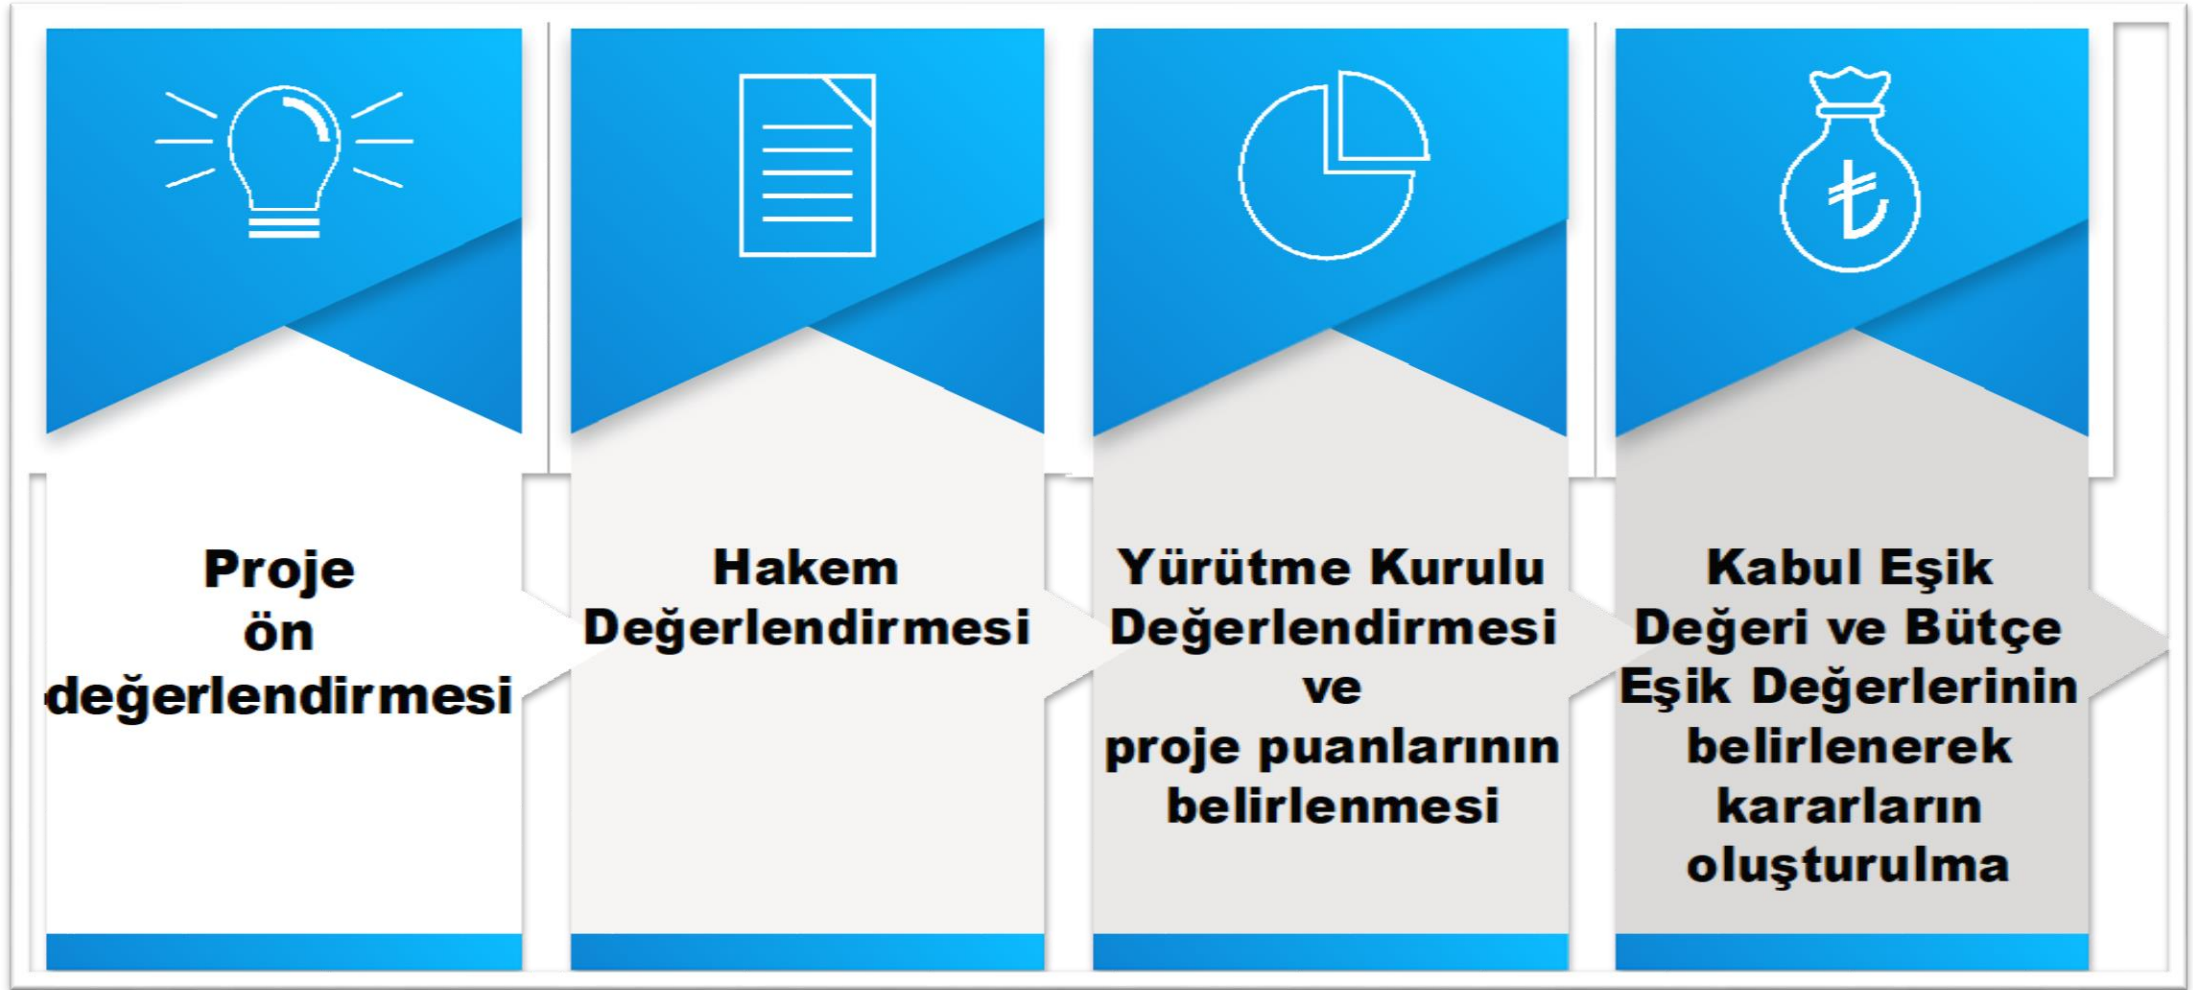 Proje
ön
değerlendirmesi
Hakem
Değerlendirmesi
Yürütme Kurulu
Değerlendirmesi
ve
proje puanlarının
belirlenmesi
Kabul Eşik
Değeri ve Bütçe
Eşik Değerlerinin
belirlenerek
kararların
oluşturulma